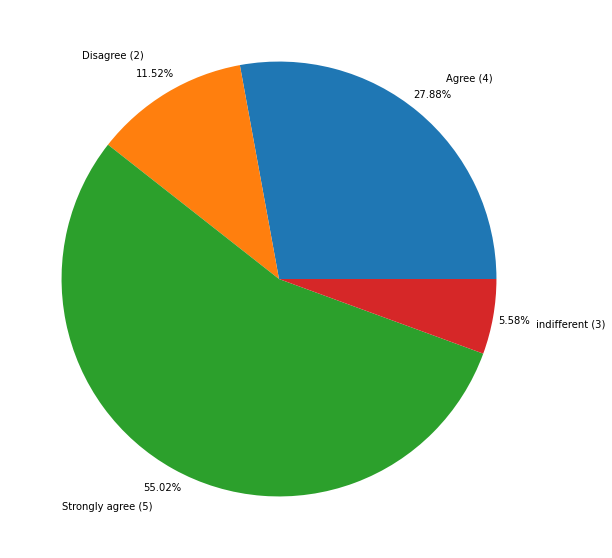 Disagree (2)
11.52%
Agree (4)
27.88%
5.58%
indifferent (3)
55.02%
Strongly agree (5)